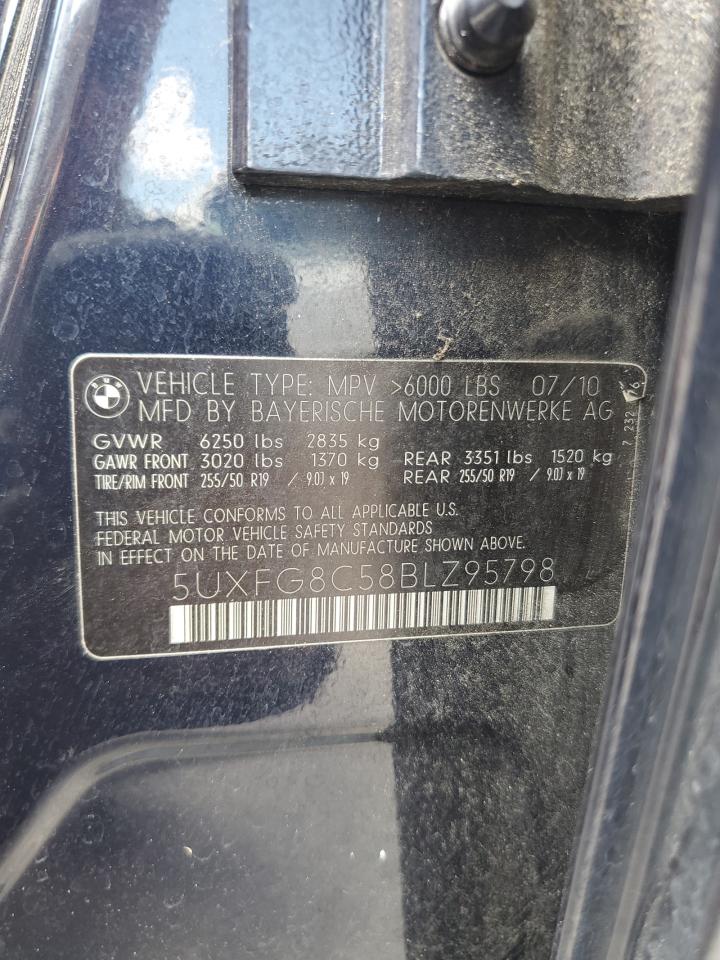 BMW
VEHICLE TYPE: MPV >6000 LBS 07/10
MFD BY BAYERISCHE MOTORENWERKE AG
GVWR 6250 lbs 2835 kg
GAWR FRONT 3020 lbs 1370 kg REAR 3351 lbs 1520 kg
TIRE/RIM FRONT 255/50 R19 / 9.0J x 19 REAR 255/50 R19 / 9.0J x 19
THIS VEHICLE CONFORMS TO ALL APPLICABLE U.S.
FEDERAL MOTOR VEHICLE SAFETY STANDARDS
IN EFFECT ON THE DATE OF MANUFACTURE SHOWN ABOVE.
5UXFG8C58BLZ95798
7 232